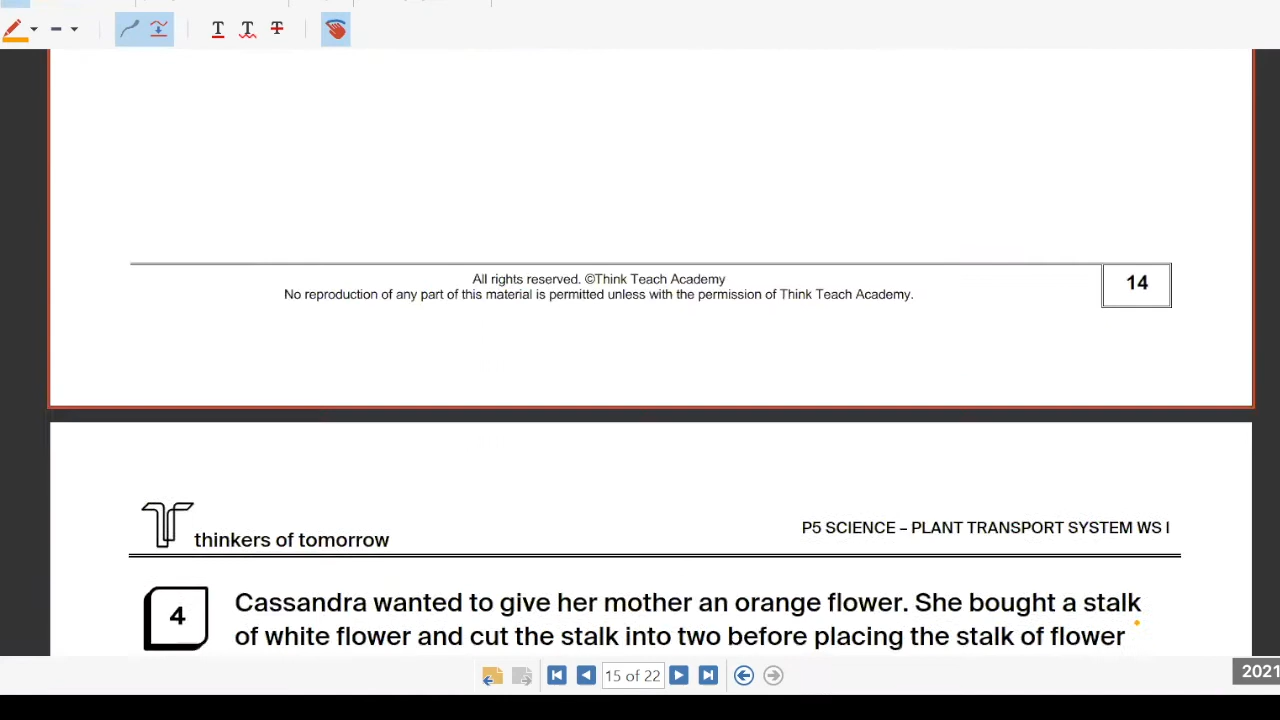 T T T
All rights reserved. ©Think Teach Academy
No reproduction of any part of this material is permitted unless with the permission of Think Teach Academy.
14
thinkers of tomorrow
P5 SCIENCE – PLANT TRANSPORT SYSTEM WS I
4
Cassandra wanted to give her mother an orange flower. She bought a stalk
of white flower and cut the stalk into two before placing the stalk of flower
15 of 22
2021